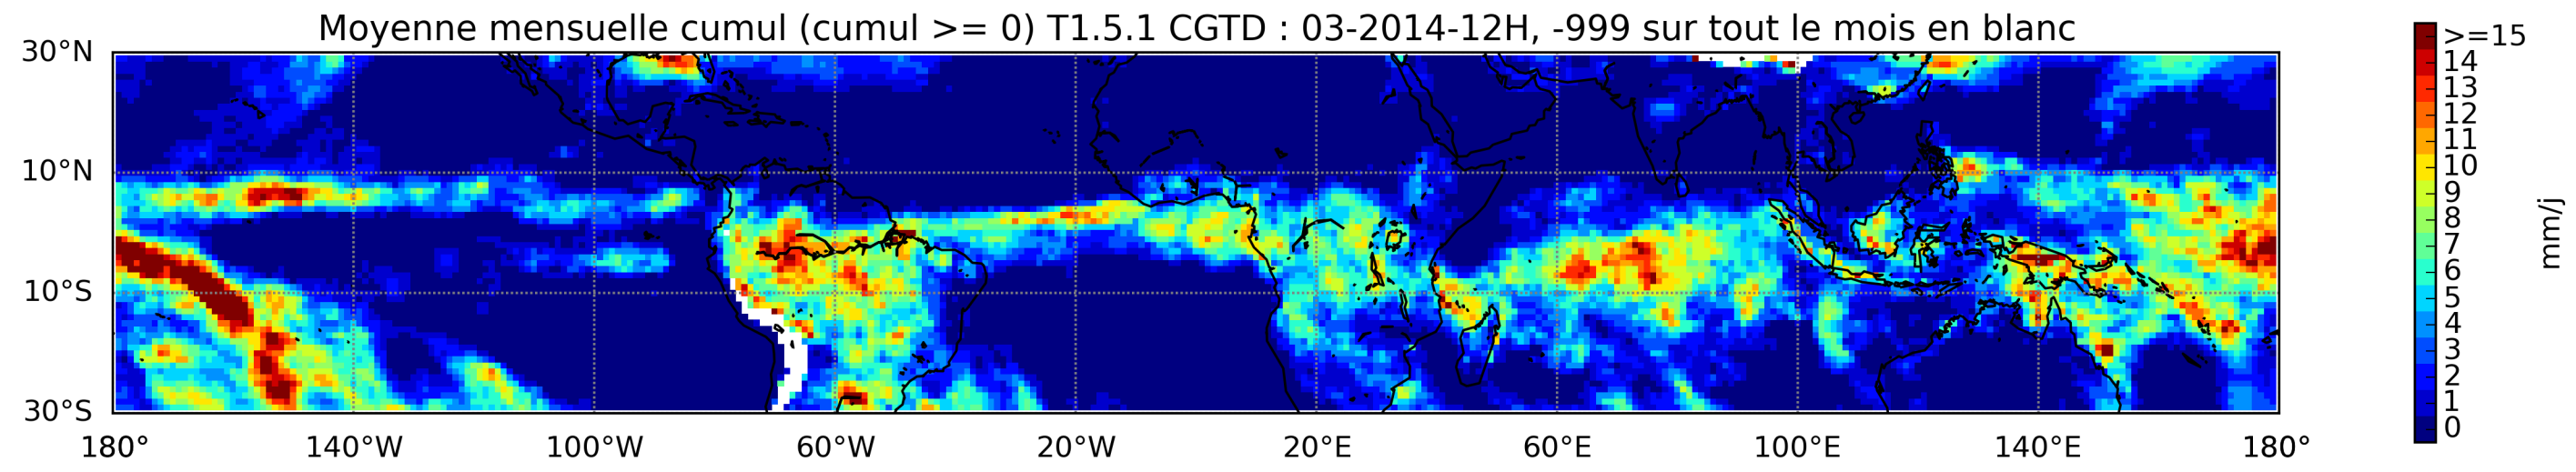 Moyenne mensuelle cumul (cumul >= 0) T1.5.1 CGTD : 03-2014-12H, -999 sur tout le mois en blanc
30°N
10°N
10°S
30°S
180° 140°W 100°W 60°W 20°W 20°E 60°E 100°E 140°E 180°
>=15
14
13
12
11
10
9
8
7
6
5
4
3
2
1
0
mm/j